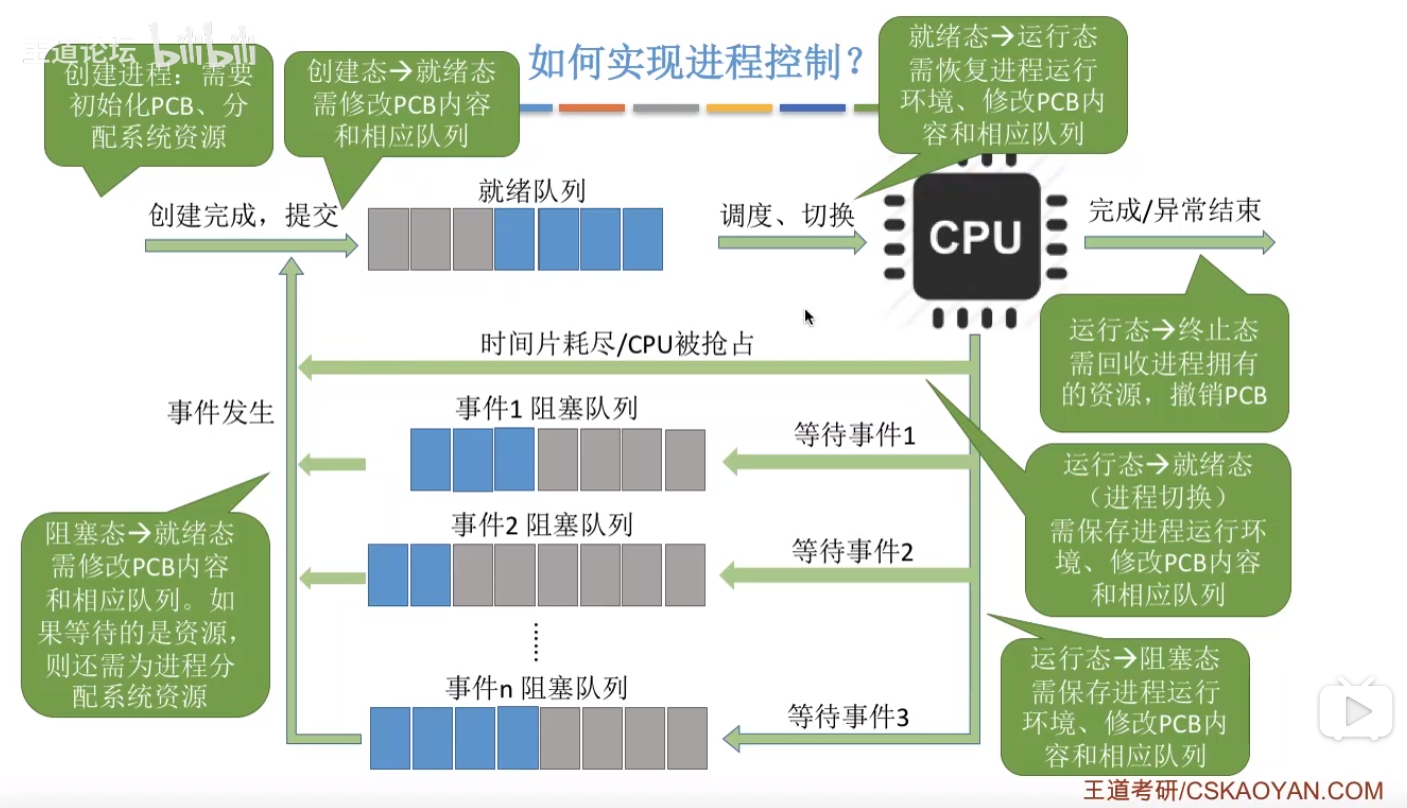 王道论坛 bilibili
如何实现进程控制？
创建进程：需要
初始化PCB、分
配系统资源
创建态→就绪态
需修改PCB内容
和相应队列
就绪态→运行态
需恢复进程运行
环境、修改PCB内
容和相应队列
创建完成，提交
就绪队列
调度、切换
CPU
完成/异常结束
运行态→终止态
需回收进程拥有
的资源，撤销PCB
时间片耗尽/CPU被抢占
事件发生
事件1 阻塞队列
等待事件1
运行态→就绪态
（进程切换）
需保存进程运行环
境、修改PCB内容
和相应队列
阻塞态→就绪态
需修改PCB内容
和相应队列。如
果等待的是资源，
则还需为进程分
配系统资源
事件2 阻塞队列
等待事件2
事件n 阻塞队列
等待事件3
运行态→阻塞态
需保存进程运行
环境、修改PCB内
容和相应队列
王道考研/CSKAOYAN.COM